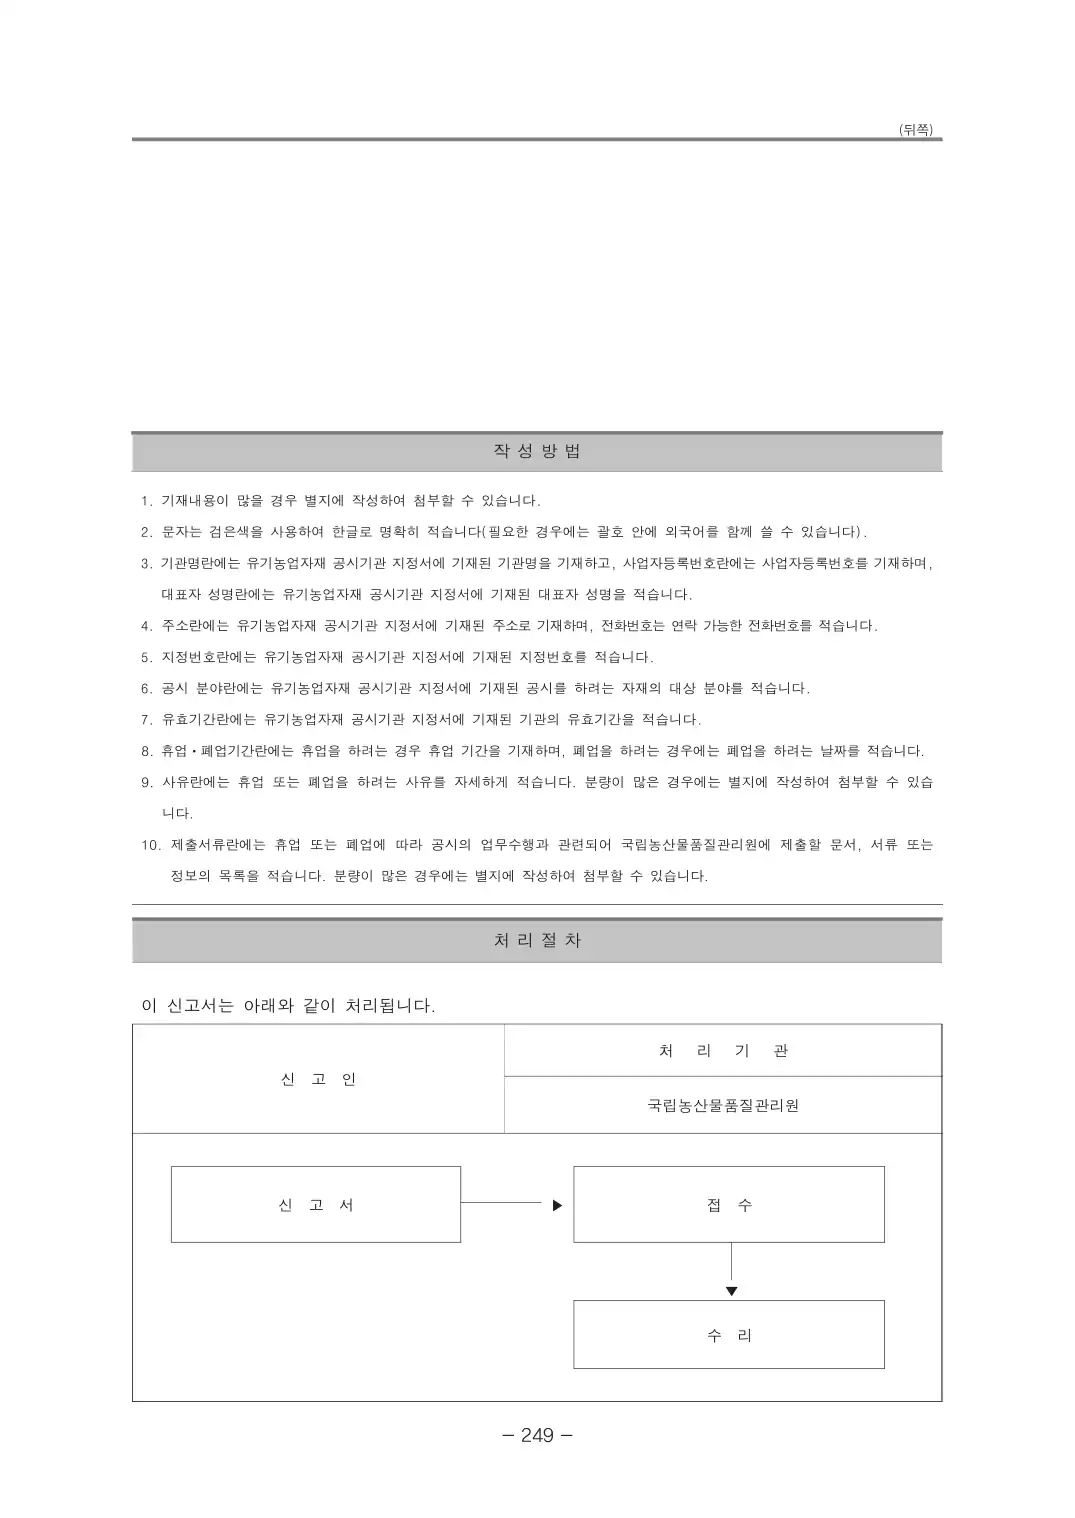 (뒤쪽)
작 성 방 법
1. 기재내용이 많을 경우 별지에 작성하여 첨부할 수 있습니다.
2. 문자는 검은색을 사용하여 한글로 명확히 적습니다(필요한 경우에는 괄호 안에 외국어를 함께 쓸 수 있습니다).
3. 기관명란에는 유기농업자재 공시기관 지정서에 기재된 기관명을 기재하고, 사업자등록번호란에는 사업자등록번호를 기재하며,
대표자 성명란에는 유기농업자재 공시기관 지정서에 기재된 대표자 성명을 적습니다.
4. 주소란에는 유기농업자재 공시기관 지정서에 기재된 주소로 기재하며, 전화번호는 연락 가능한 전화번호를 적습니다.
5. 지정번호란에는 유기농업자재 공시기관 지정서에 기재된 지정번호를 적습니다.
6. 공시 분야란에는 유기농업자재 공시기관 지정서에 기재된 공시를 하려는 자재의 대상 분야를 적습니다.
7. 유효기간란에는 유기농업자재 공시기관 지정서에 기재된 기관의 유효기간을 적습니다.
8. 휴업•폐업기간란에는 휴업을 하려는 경우 휴업 기간을 기재하며, 폐업을 하려는 경우에는 폐업을 하려는 날짜를 적습니다.
9. 사유란에는 휴업 또는 폐업을 하려는 사유를 자세하게 적습니다. 분량이 많은 경우에는 별지에 작성하여 첨부할 수 있습
니다.
10. 제출서류란에는 휴업 또는 폐업에 따라 공시의 업무수행과 관련되어 국립농산물품질관리원에 제출할 문서, 서류 또는
정보의 목록을 적습니다. 분량이 많은 경우에는 별지에 작성하여 첨부할 수 있습니다.
처 리 절 차
이 신고서는 아래와 같이 처리됩니다.
신 고 인
처 리 기 관
국립농산물품질관리원
신 고 서
접 수
수 리
- 249 -